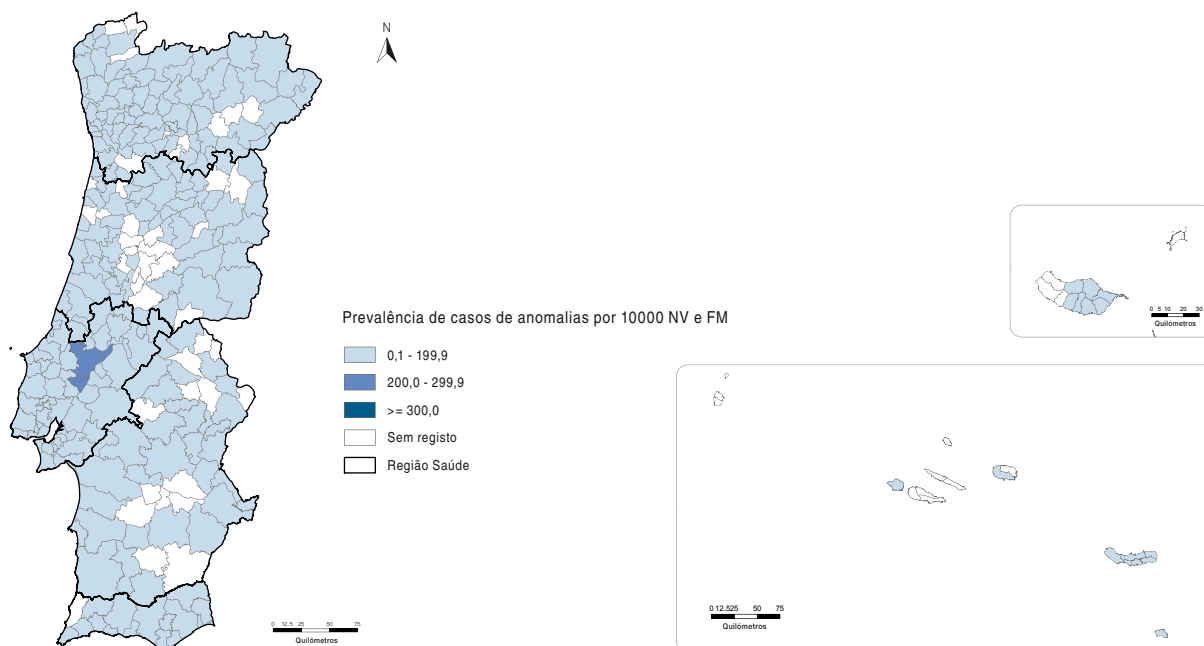 N
Prevalência de casos de anomalias por 10000 NV e FM
0,1 - 199,9
200,0 - 299,9
>= 300,0
Sem registo
Região Saúde
0 12.5 25 50 75
Quilómetros
0 5 10 20 30
Quilómetros
0 12.525 50 75
Quilómetros